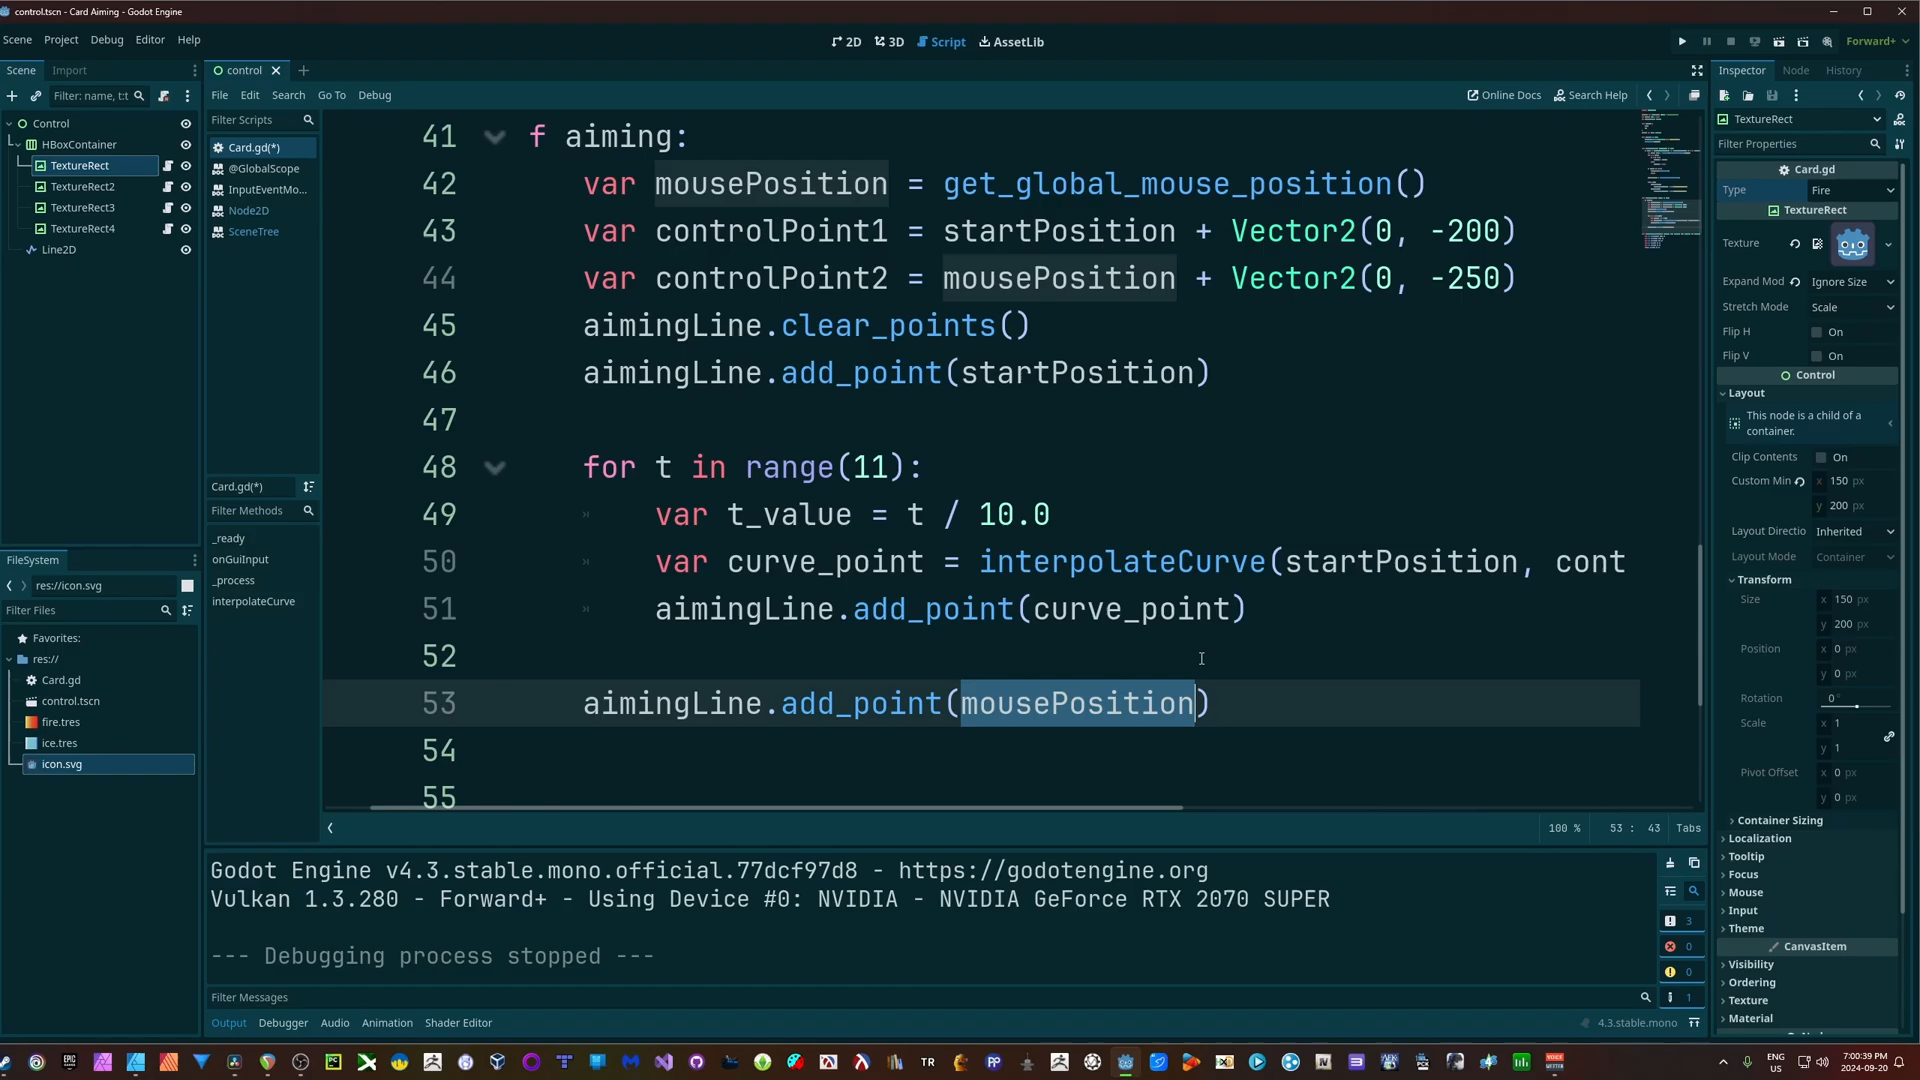 control.tscn - Card Aiming - Godot Engine
Scene Project Debug Editor Help
2D 3D Script AssetLib
Forward+
Scene Import
Filter: name, t:t
Control
HBoxContainer
TextureRect
TextureRect2
TextureRect3
TextureRect4
Line2D
FileSystem
res://icon.svg
Filter Files
Favorites:
res://
Card.gd
control.tscn
fire.tres
ice.tres
icon.svg
control
File Edit Search Go To Debug
Online Docs Search Help
Filter Scripts
Card.gd(*)
@GlobalScope
InputEventMo...
Node2D
SceneTree
Card.gd(*)
Filter Methods
_ready
onGuiInput
_process
interpolateCurve
41 f aiming:
42 var mousePosition = get_global_mouse_position()
43 var controlPoint1 = startPosition + Vector2(0, -200)
44 var controlPoint2 = mousePosition + Vector2(0, -250)
45 aimingLine.clear_points()
46 aimingLine.add_point(startPosition)
47
48 for t in range(11):
49 var t_value = t / 10.0
50 var curve_point = interpolateCurve(startPosition, cont
51 aimingLine.add_point(curve_point)
52
53 aimingLine.add_point(mousePosition)
54
55
100 % 53 : 43 Tabs
Godot Engine v4.3.stable.mono.official.77dcf97d8 - https://godotengine.org
Vulkan 1.3.280 - Forward+ - Using Device #0: NVIDIA - NVIDIA GeForce RTX 2070 SUPER
--- Debugging process stopped ---
3
0
0
1
Filter Messages
Output Debugger Audio Animation Shader Editor
4.3.stable.mono
Inspector Node History
TextureRect
Filter Properties
Card.gd
Type Fire
TextureRect
Texture
Expand Mod Ignore Size
Stretch Mode Scale
Flip H On
Flip V On
Control
Layout
This node is a child of a
container.
Clip Contents On
Custom Min x 150 px
y 200 px
Layout Directio Inherited
Layout Mode Container
Transform
Size x 150 px
y 200 px
Position x 0 px
y 0 px
Rotation 0 °
Scale x 1
y 1
Pivot Offset x 0 px
y 0 px
Container Sizing
Localization
Tooltip
Focus
Mouse
Input
Theme
CanvasItem
Visibility
Ordering
Texture
Material
ENG
US
7:00:39 PM
2024-09-20